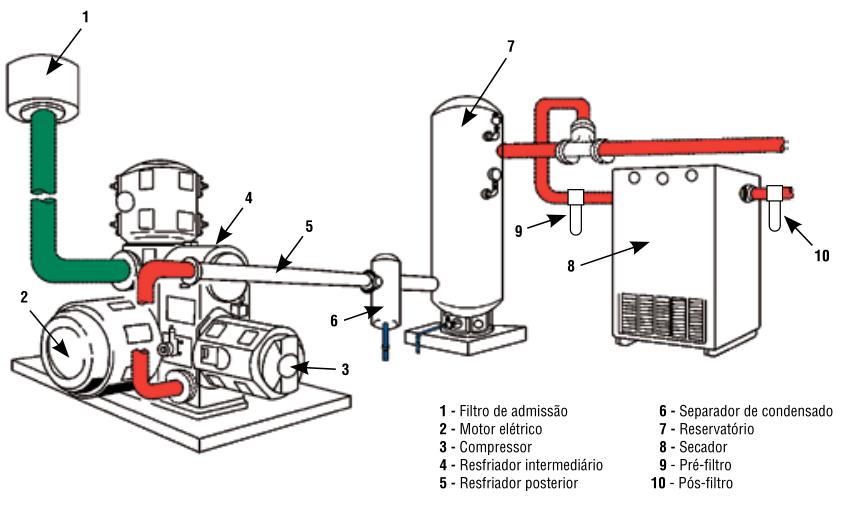 1
7
4
5
9
8
10
2
6
3
1 - Filtro de admissão
2 - Motor elétrico
3 - Compressor
4 - Resfriador intermediário
5 - Resfriador posterior
6 - Separador de condensado
7 - Reservatório
8 - Secador
9 - Pré-filtro
10 - Pós-filtro